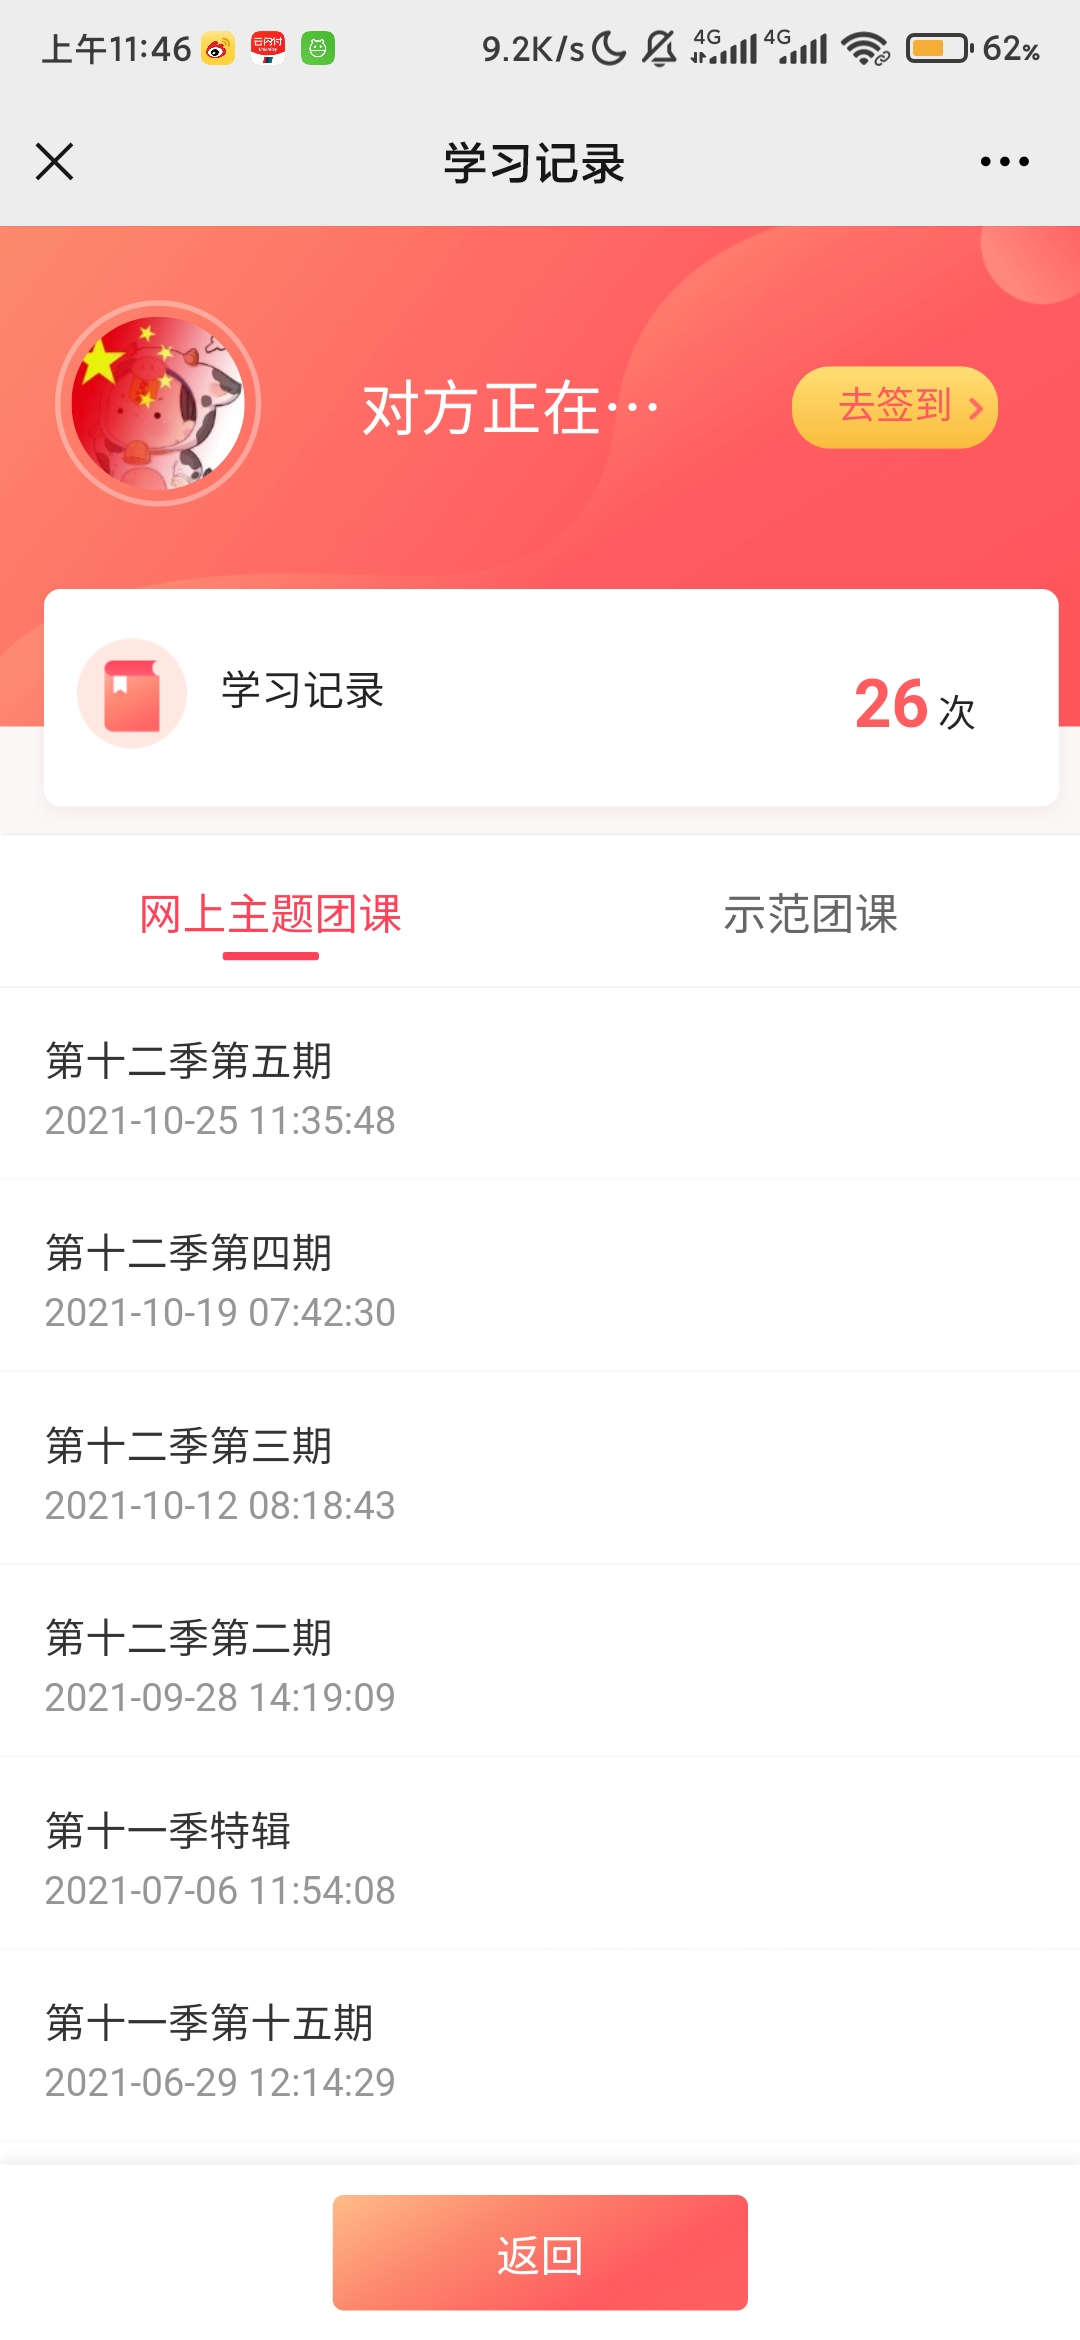 上午11:46 云闪付 9.2K/s 4G 4G 62%
学习记录
对方正在···
去签到
学习记录
26 次
网上主题团课 示范团课
第十二季第五期
2021-10-25 11:35:48
第十二季第四期
2021-10-19 07:42:30
第十二季第三期
2021-10-12 08:18:43
第十二季第二期
2021-09-28 14:19:09
第十一季特辑
2021-07-06 11:54:08
第十一季第十五期
2021-06-29 12:14:29
返回